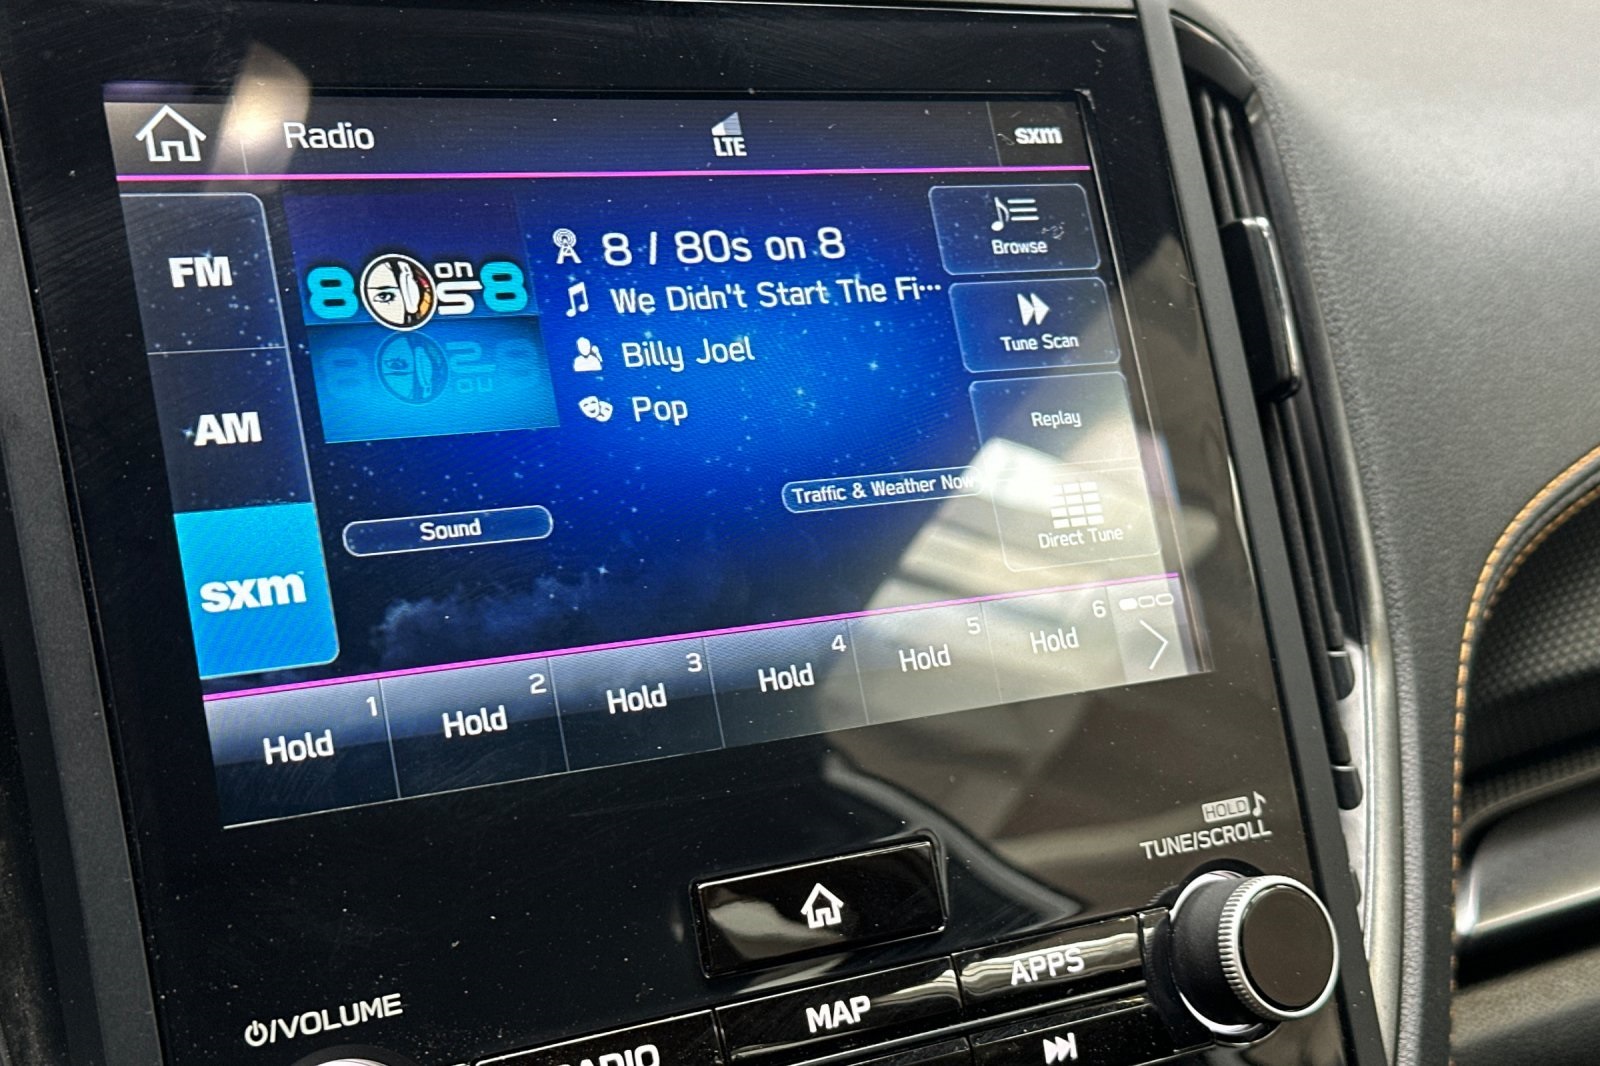 Radio
LTE
sxm
FM
AM
sxm
80s on 8
8 / 80s on 8
We Didn't Start The Fi…
Billy Joel
Pop
Browse
Tune Scan
Replay
Direct Tune
Sound
Traffic & Weather Now
1 Hold
2 Hold
3 Hold
4 Hold
5 Hold
6 Hold
HOLD
TUNE/SCROLL
/VOLUME
MAP
APPS